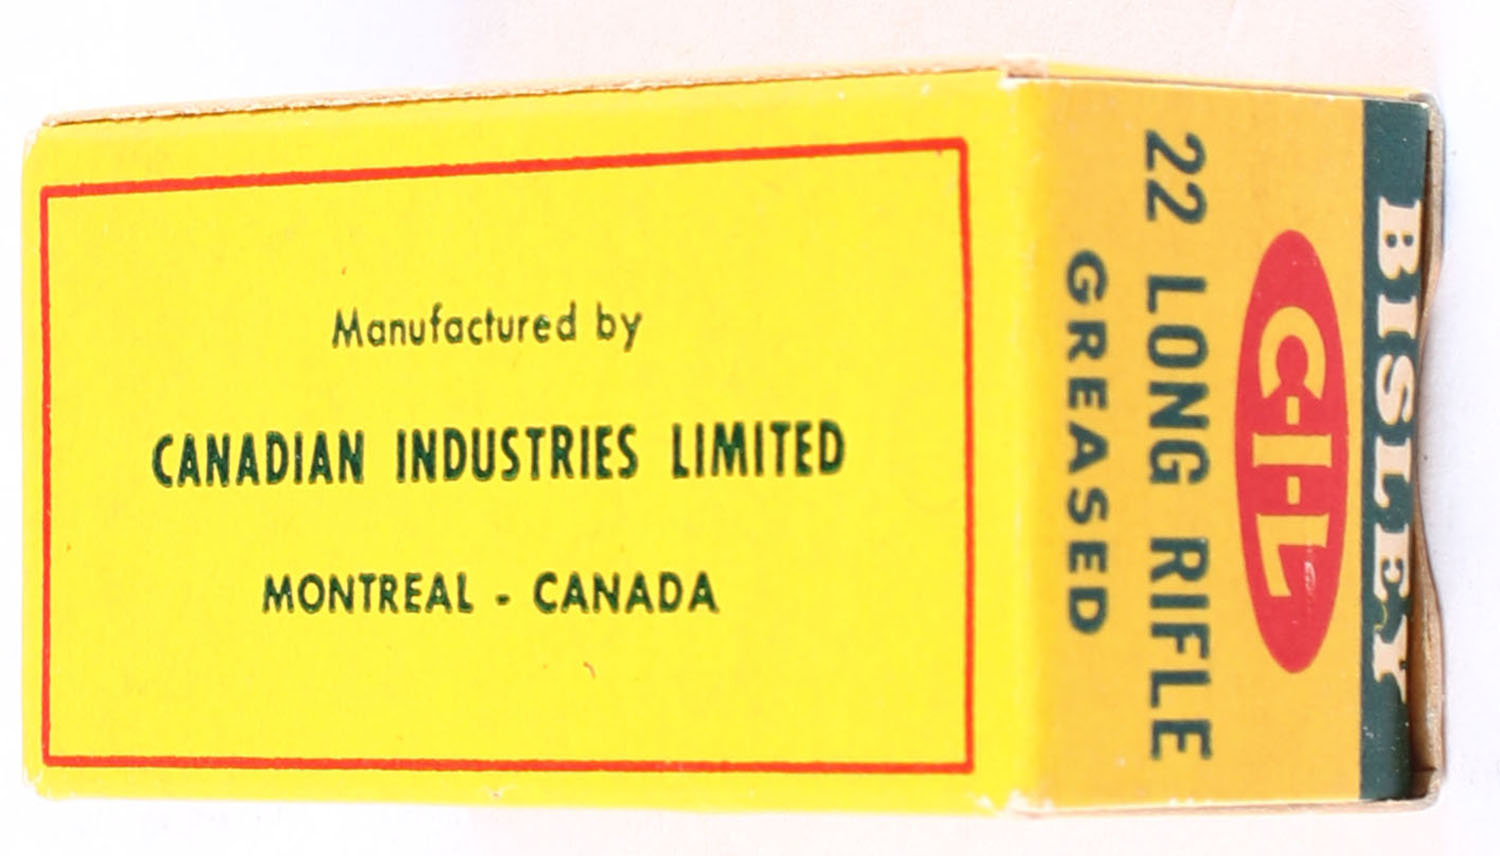 Manufactured by
CANADIAN INDUSTRIES LIMITED
MONTREAL - CANADA
BISLEY
C-I-L
22 LONG RIFLE
GREASED